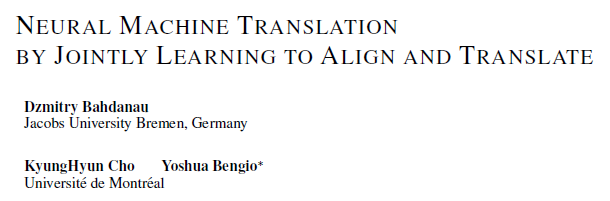 NEURAL MACHINE TRANSLATION
BY JOINTLY LEARNING TO ALIGN AND TRANSLATE
Dzmitry Bahdanau
Jacobs University Bremen, Germany
KyungHyun Cho Yoshua Bengio*
Université de Montréal